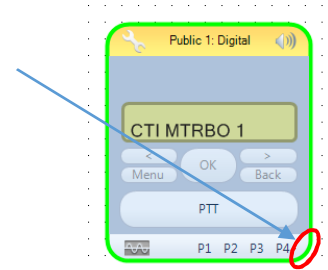 Public 1: Digital
CTI MTRBO 1
< OK >
Menu Back
PTT
P1 P2 P3 P4